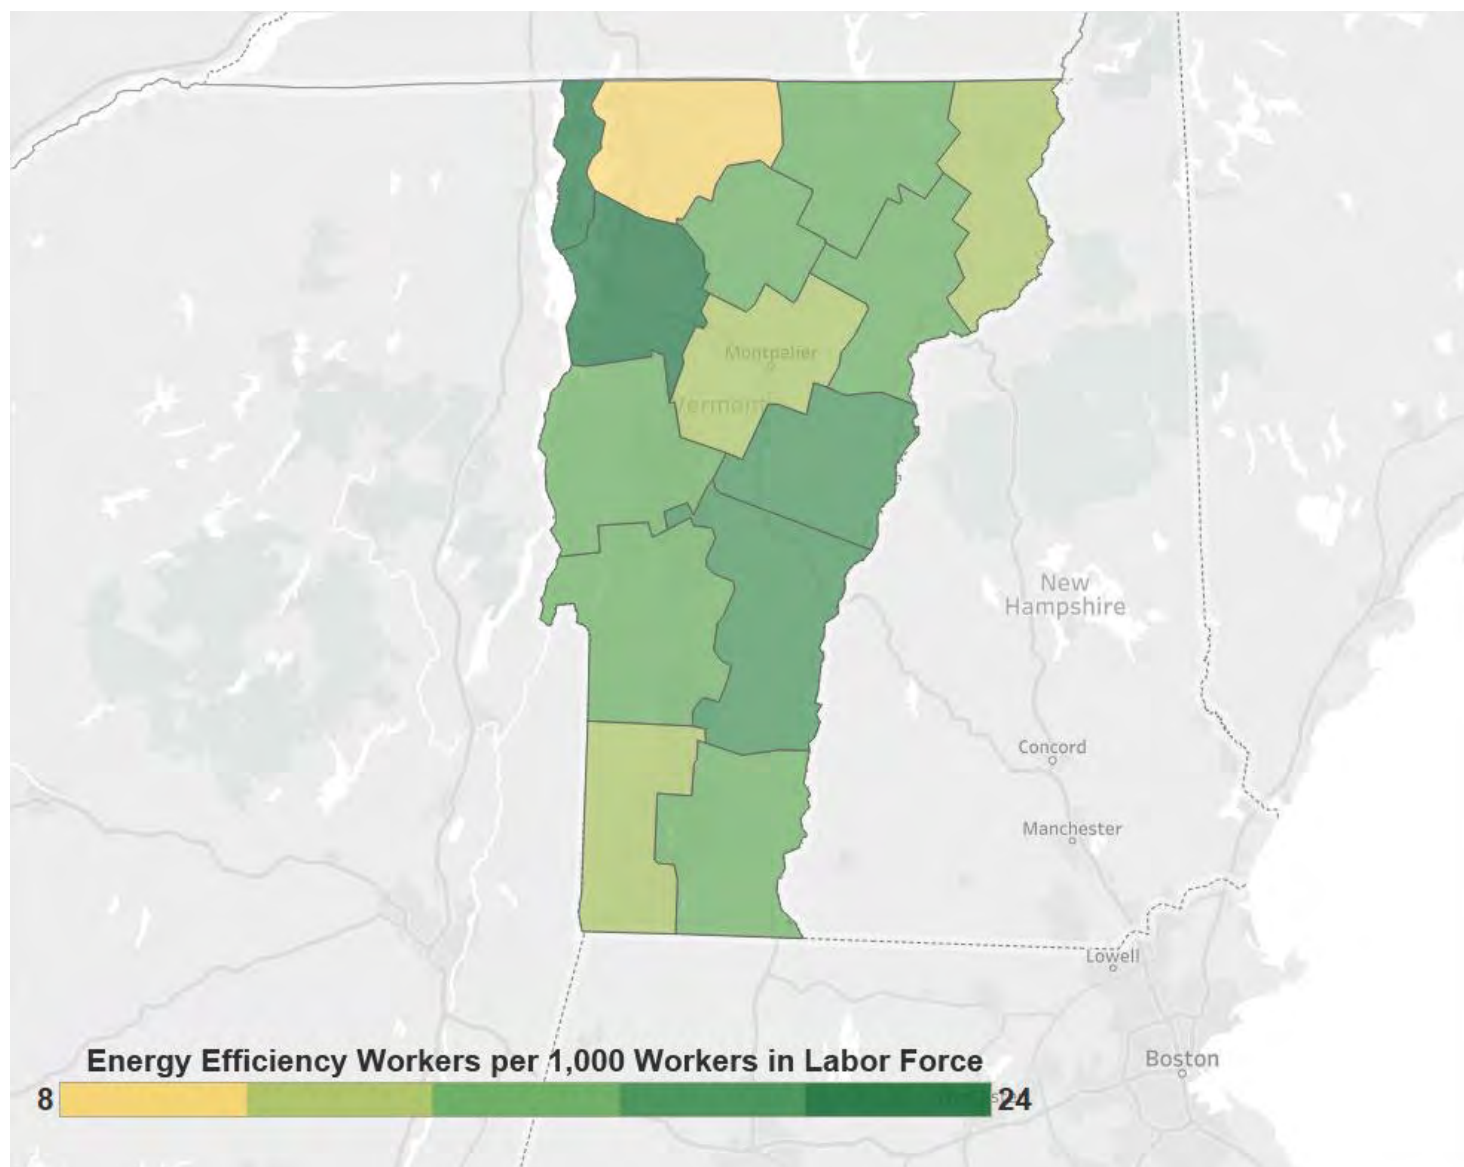 Montpelier
Vermont
New
Hampshire
Concord
Manchester
Lowell
Boston
Energy Efficiency Workers per 1,000 Workers in Labor Force
8
24